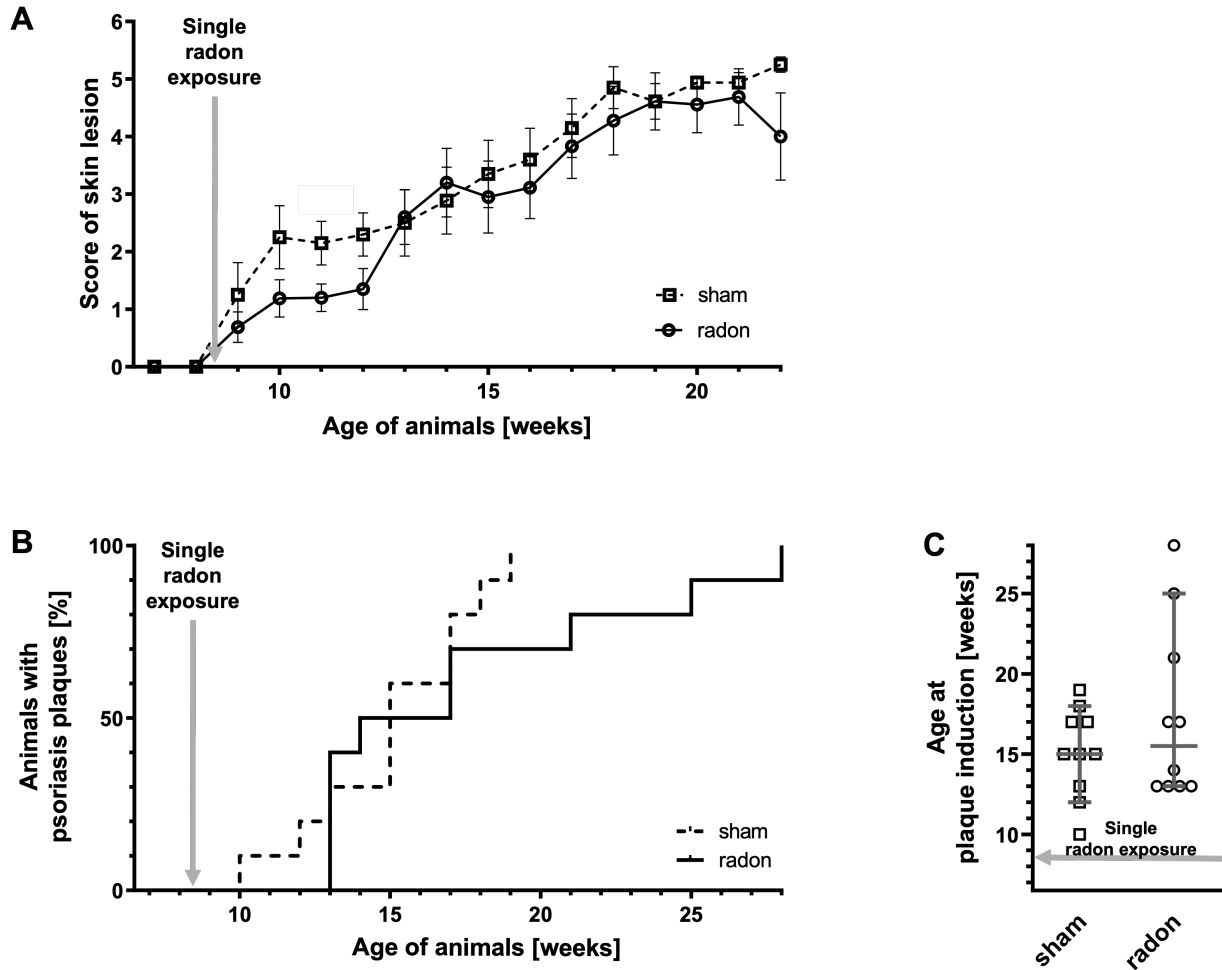 A
Single
radon
exposure
Score of skin lesion
6
5
4
3
2
1
0
sham
radon
10
15
20
Age of animals [weeks]
B
Single
radon
exposure
Animals with
psoriasis plaques [%]
100
50
0
sham
radon
10
15
20
25
Age of animals [weeks]
C
Age at
plaque induction [weeks]
25
20
15
10
Single
radon exposure
sham
radon